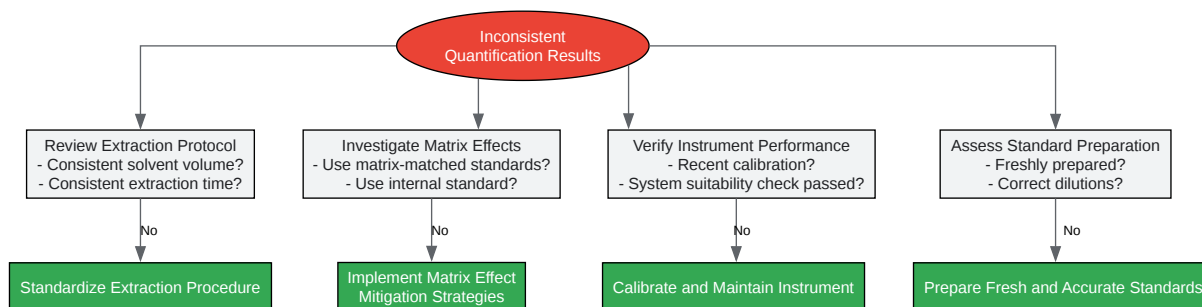 Inconsistent
Quantification Results
Review Extraction Protocol
- Consistent solvent volume?
- Consistent extraction time?
Investigate Matrix Effects
- Use matrix-matched standards?
- Use internal standard?
Verify Instrument Performance
- Recent calibration?
- System suitability check passed?
Assess Standard Preparation
- Freshly prepared?
- Correct dilutions?
No
No
No
No
Standardize Extraction Procedure
Implement Matrix Effect
Mitigation Strategies
Calibrate and Maintain Instrument
Prepare Fresh and Accurate Standards